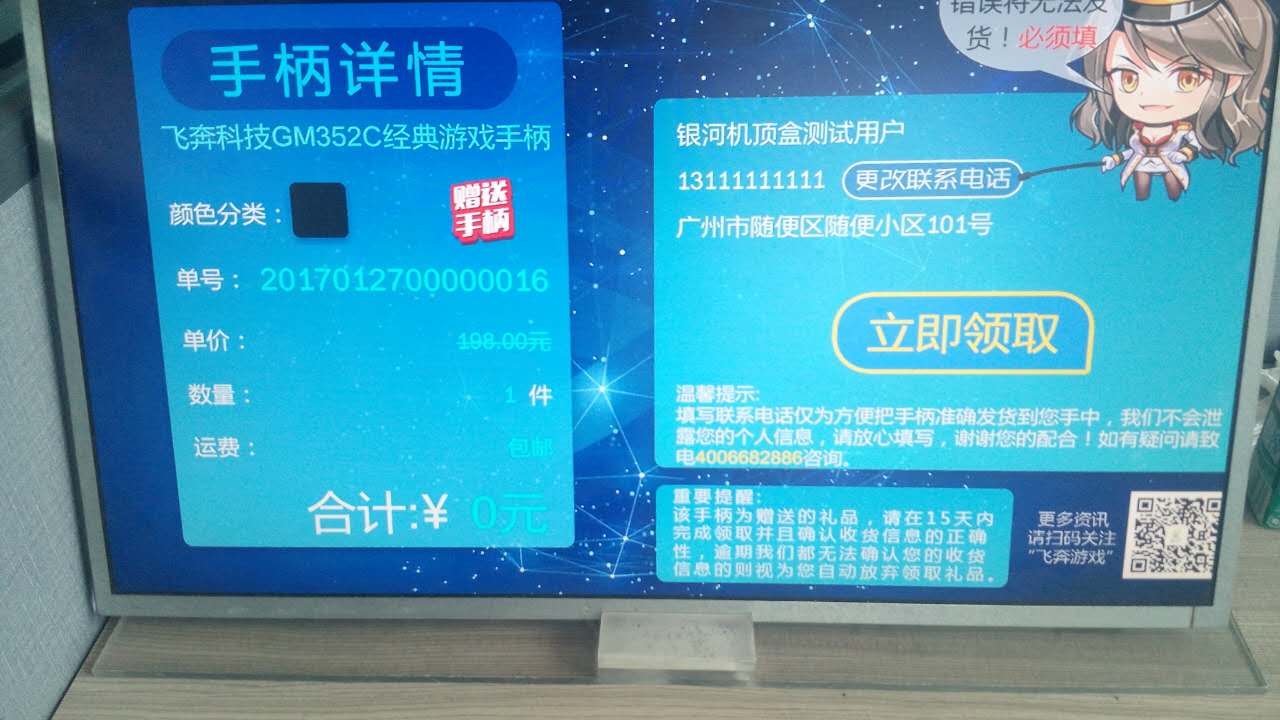 手柄详情
飞奔科技GM352C经典游戏手柄
颜色分类：
赠送
手柄
单号： 2017012700000016
单价： 198.00元
数量： 1 件
运费： 包邮
合计:¥ 0元
错误将无法发
货！必须填
银河机顶盒测试用户
13111111111 更改联系电话
广州市随便区随便小区101号
立即领取
温馨提示:
填写联系电话仅为方便把手柄准确发货到您手中，我们不会泄
露您的个人信息，请放心填写，谢谢您的配合！如有疑问请致
电4006682886咨询。
重要提醒：
该手柄为赠送的礼品，请在15天内
完成领取并且确认收货信息的正确
性，逾期我们都无法确认您的收货
信息的则视为您自动放弃领取礼品。
更多资讯
请扫码关注
“飞奔游戏”